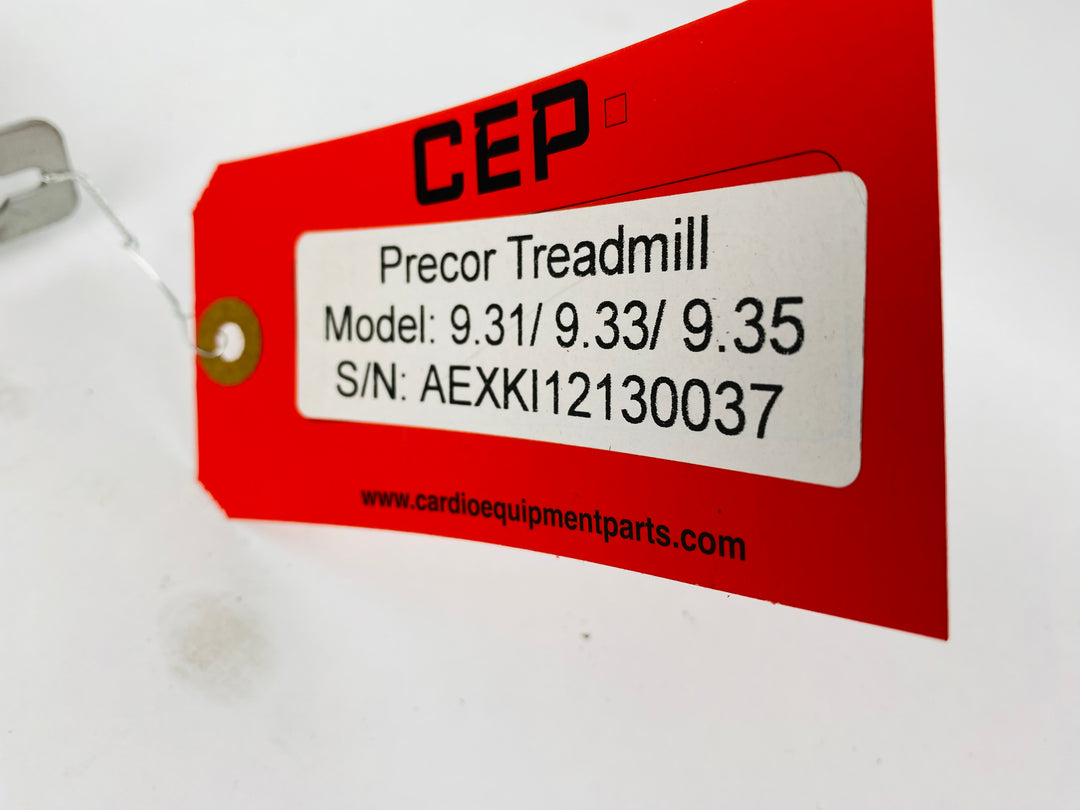 CEP
Precor Treadmill
Model: 9.31/ 9.33/ 9.35
S/N: AEXKI12130037
www.cardioequipmentparts.com